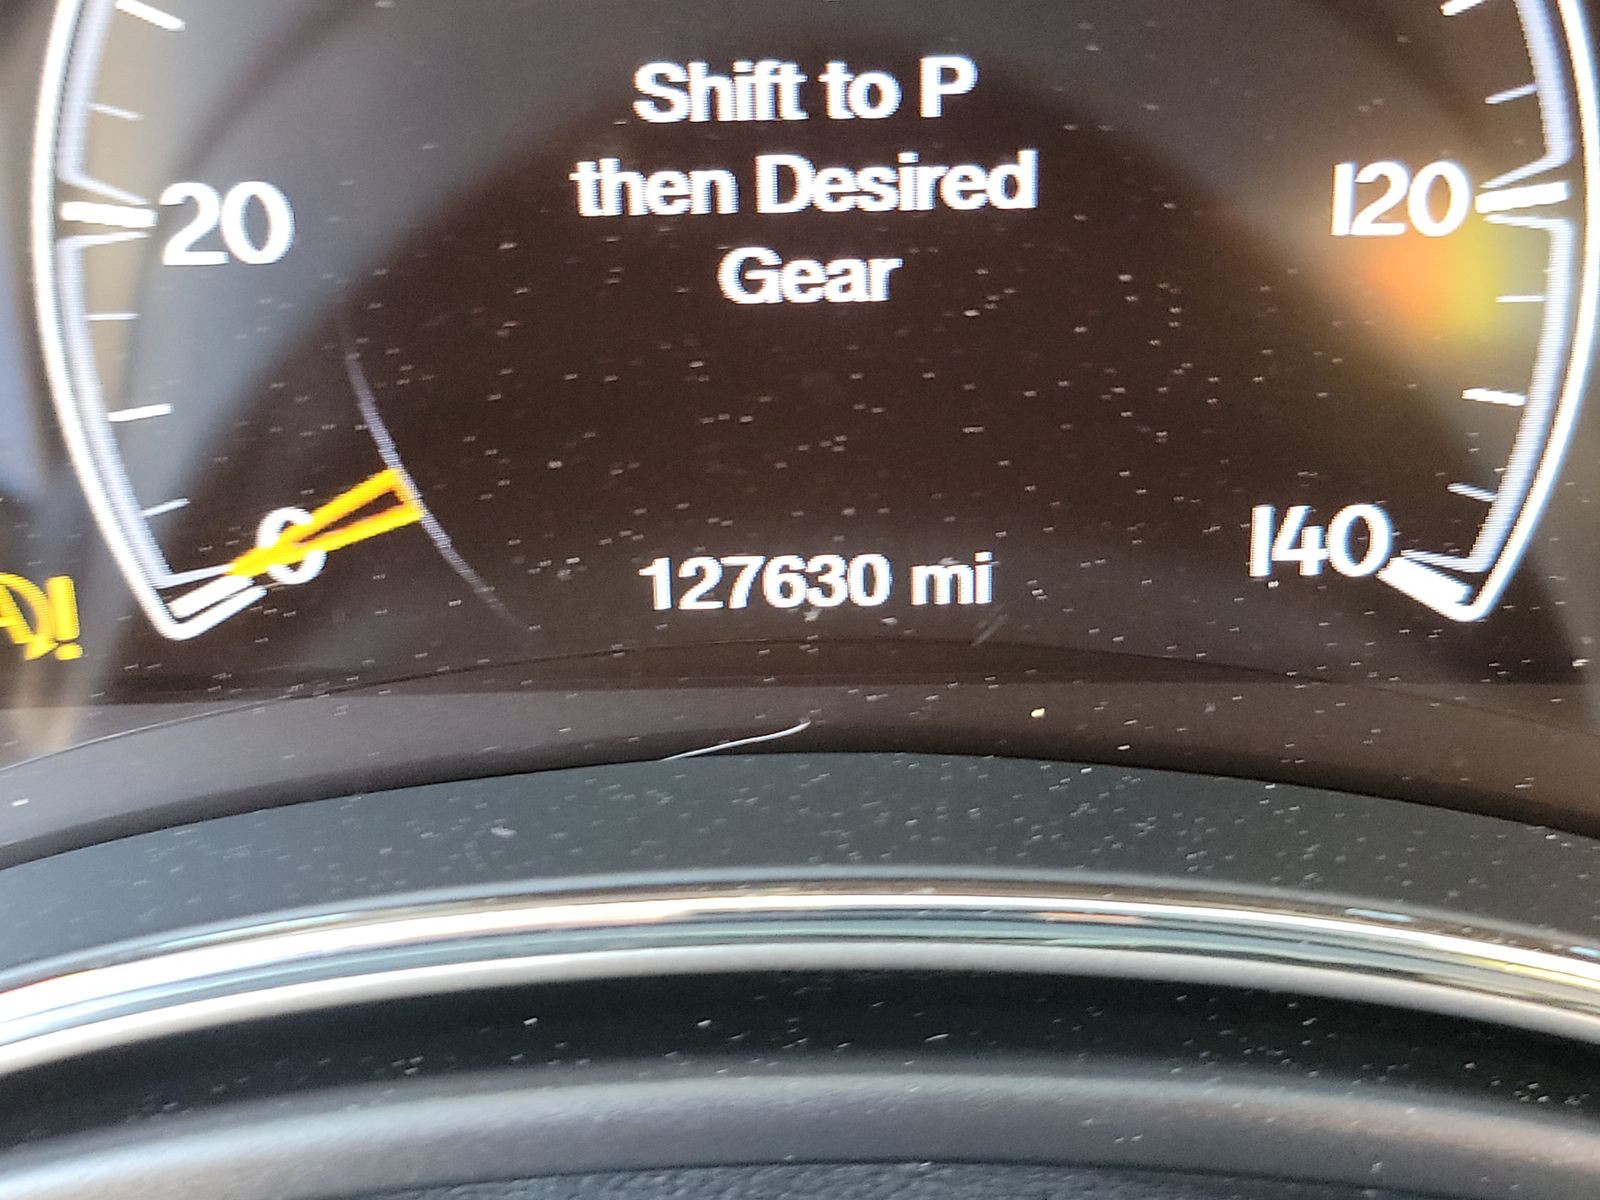 Shift to P
then Desired
Gear
20
120
0
140
127630 mi